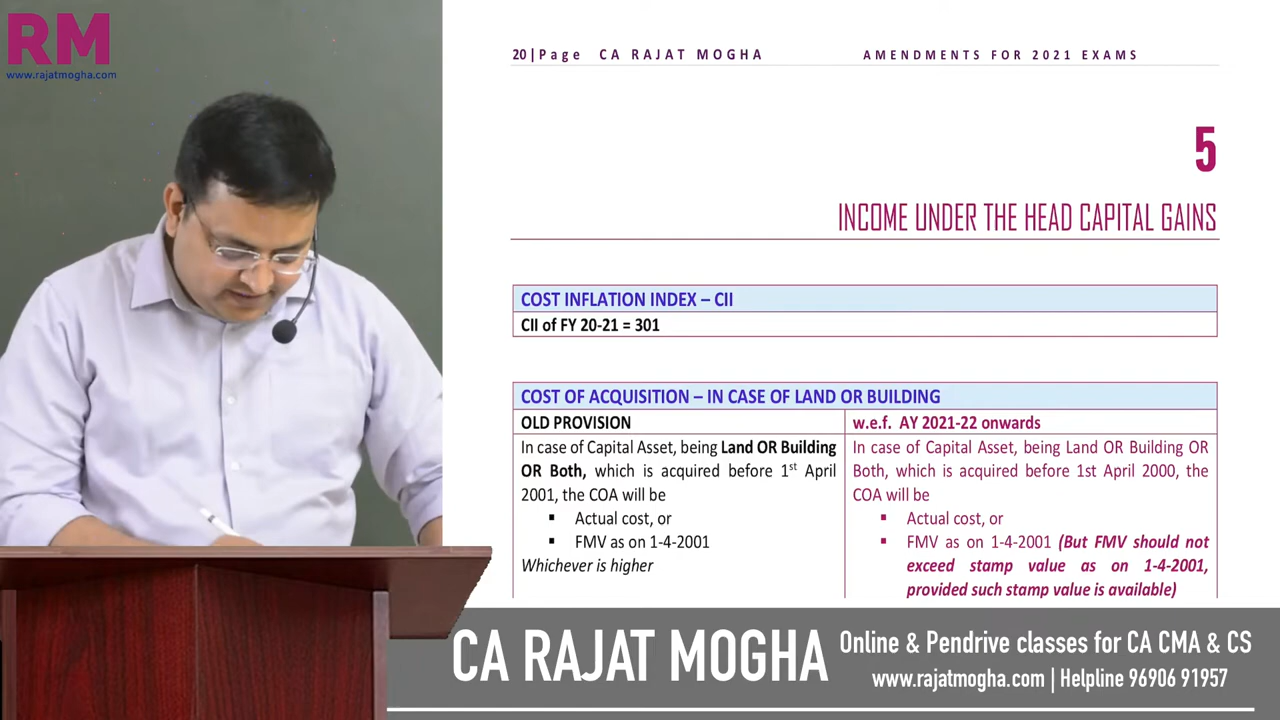 RM
www.rajatmogha.com
20|Page CA RAJAT MOGHA AMENDMENTS FOR 2021 EXAMS
5
INCOME UNDER THE HEAD CAPITAL GAINS
COST INFLATION INDEX – CII
CII of FY 20-21 = 301
COST OF ACQUISITION – IN CASE OF LAND OR BUILDING
OLD PROVISION
In case of Capital Asset, being Land OR Building
OR Both, which is acquired before 1st April
2001, the COA will be
▪ Actual cost, or
▪ FMV as on 1-4-2001
Whichever is higher
w.e.f. AY 2021-22 onwards
In case of Capital Asset, being Land OR Building OR
Both, which is acquired before 1st April 2000, the
COA will be
▪ Actual cost, or
▪ FMV as on 1-4-2001 (But FMV should not
exceed stamp value as on 1-4-2001,
provided such stamp value is available)
CA RAJAT MOGHA
Online & Pendrive classes for CA CMA & CS
www.rajatmogha.com | Helpline 96906 91957